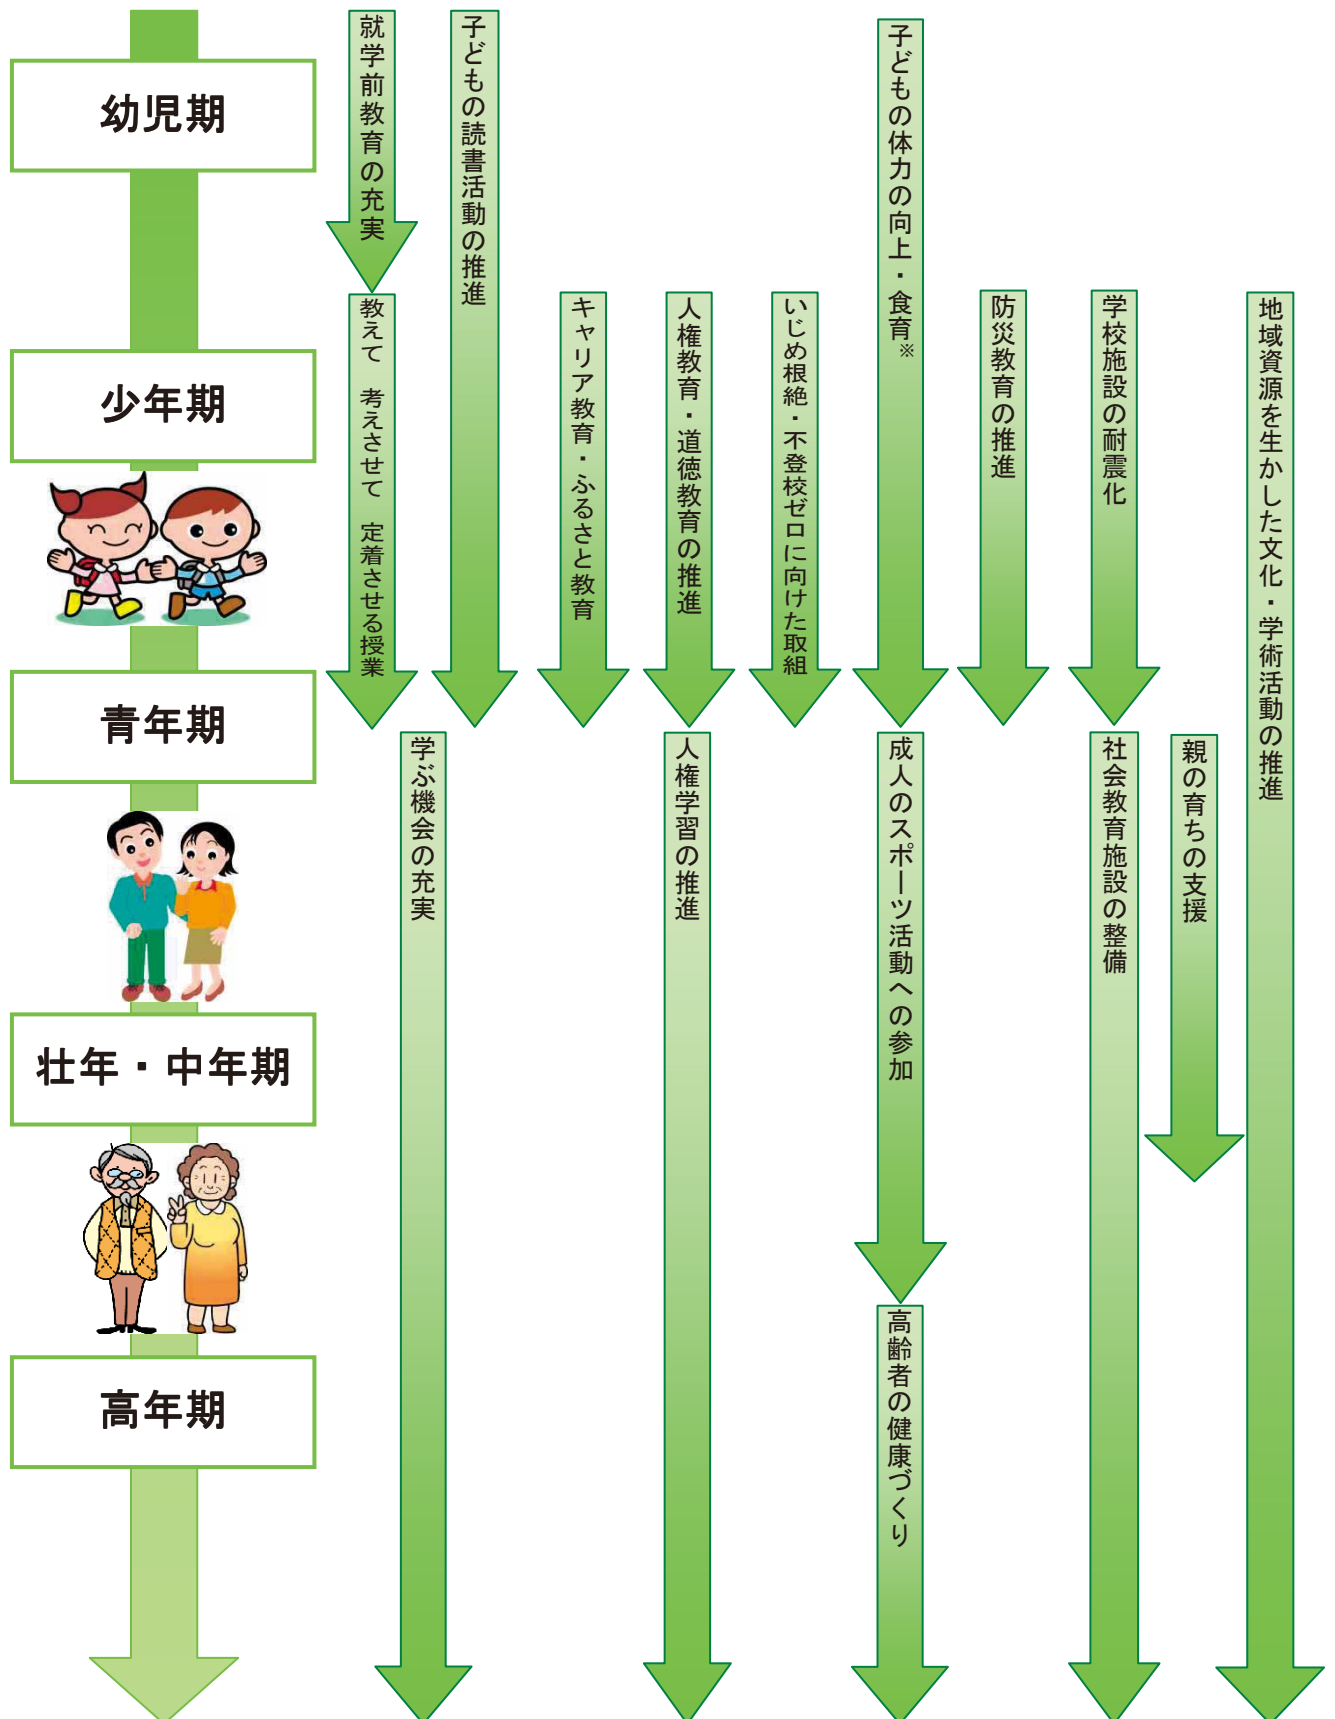 幼児期
少年期
青年期
壮年・中年期
高年期
就学前教育の充実
子どもの読書活動の推進
子どもの体力の向上・食育※
教えて 考えさせて 定着させる授業
キャリア教育・ふるさと教育
人権教育・道徳教育の推進
いじめ根絶・不登校ゼロに向けた取組
防災教育の推進
学校施設の耐震化
地域資源を生かした文化・学術活動の推進
学ぶ機会の充実
人権学習の推進
成人のスポーツ活動への参加
社会教育施設の整備
親の育ちの支援
高齢者の健康づくり